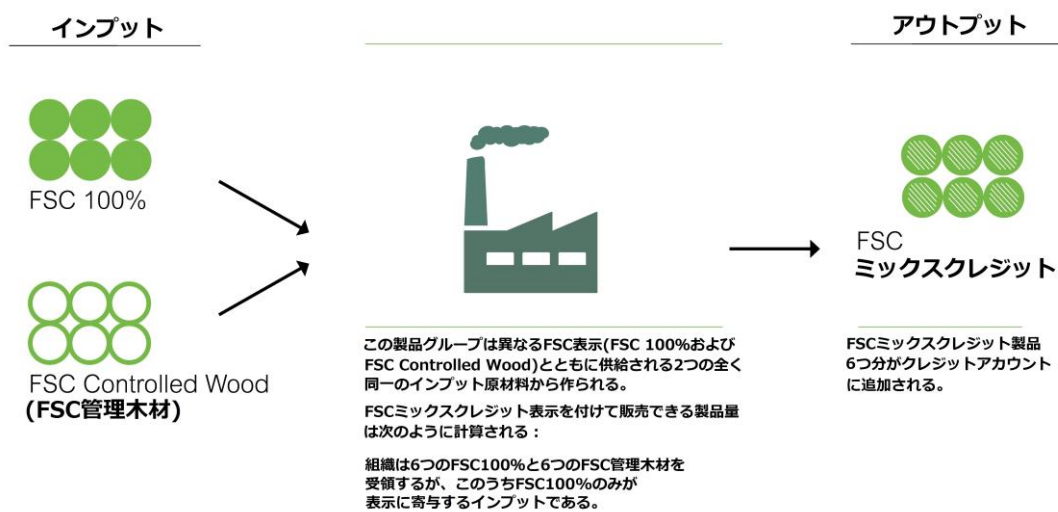 インプット
アウトプット
FSC 100%
FSC Controlled Wood
(FSC管理木材)
この製品グループは異なるFSC表示(FSC 100%および
FSC Controlled Wood)とともに供給される2つの全く
同一のインプット原材料から作られる。
FSCミックスクレジット表示を付けて販売できる製品量
は次のように計算される：
組織は6つのFSC100%と6つのFSC管理木材を
受領するが、このうちFSC100%のみが
表示に寄与するインプットである。
FSC
ミックスクレジット
FSCミックスクレジット製品
6つ分がクレジットアカウント
に追加される。